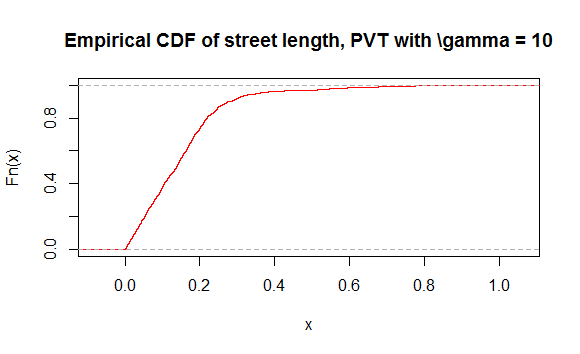 Empirical CDF of street length, PVT with \gamma = 10
Fn(x)
0.8
0.4
0.0
0.0 0.2 0.4 0.6 0.8 1.0
x